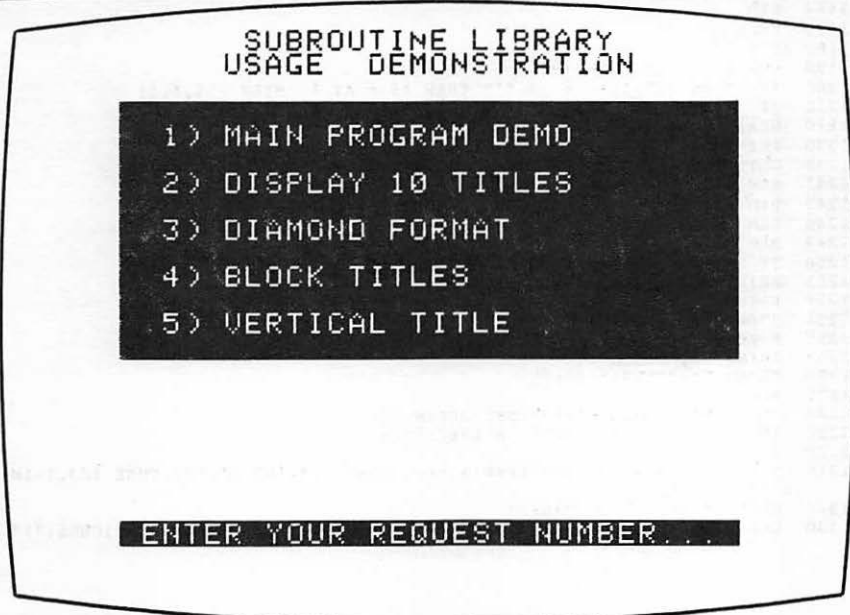 SUBROUTINE LIBRARY
USAGE DEMONSTRATION
1) MAIN PROGRAM DEMO
2) DISPLAY 10 TITLES
3) DIAMOND FORMAT
4) BLOCK TITLES
5) VERTICAL TITLE
ENTER YOUR REQUEST NUMBER...